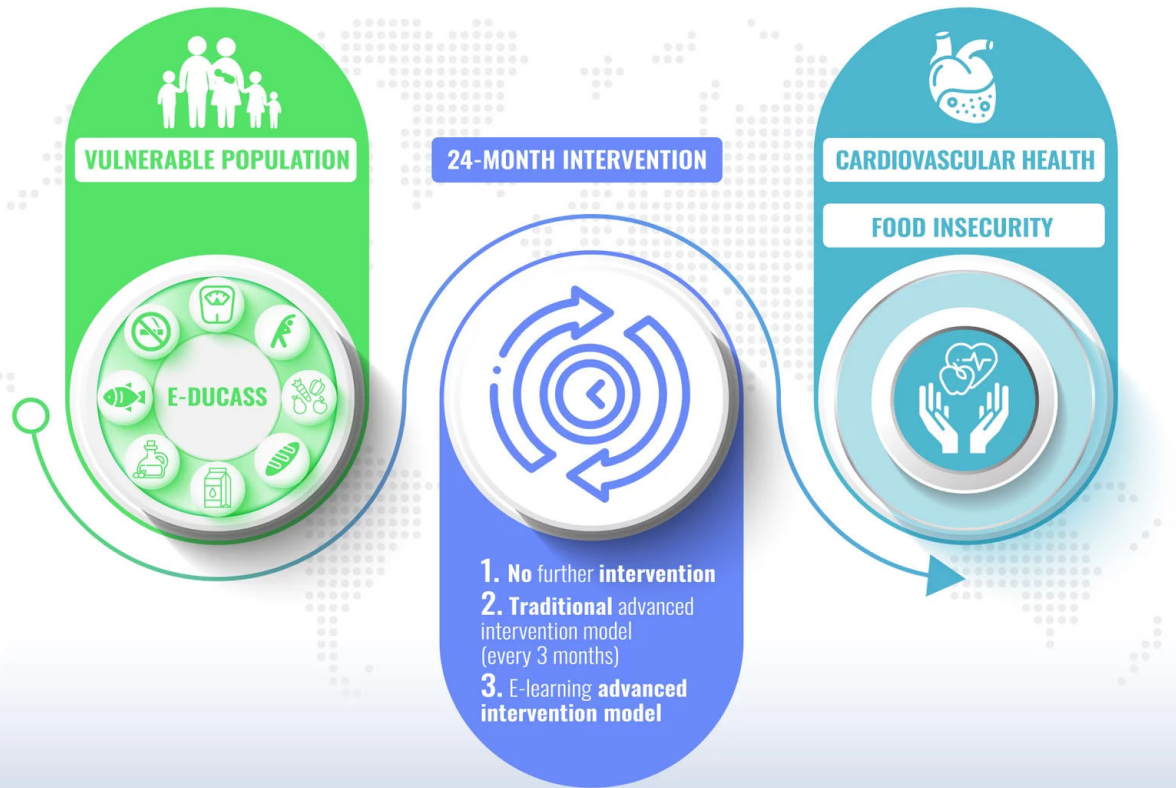 VULNERABLE POPULATION
E-DUCASS
24-MONTH INTERVENTION
1. No further intervention
2. Traditional advanced
intervention model
(every 3 months)
3. E-learning advanced
intervention model
CARDIOVASCULAR HEALTH
FOOD INSECURITY